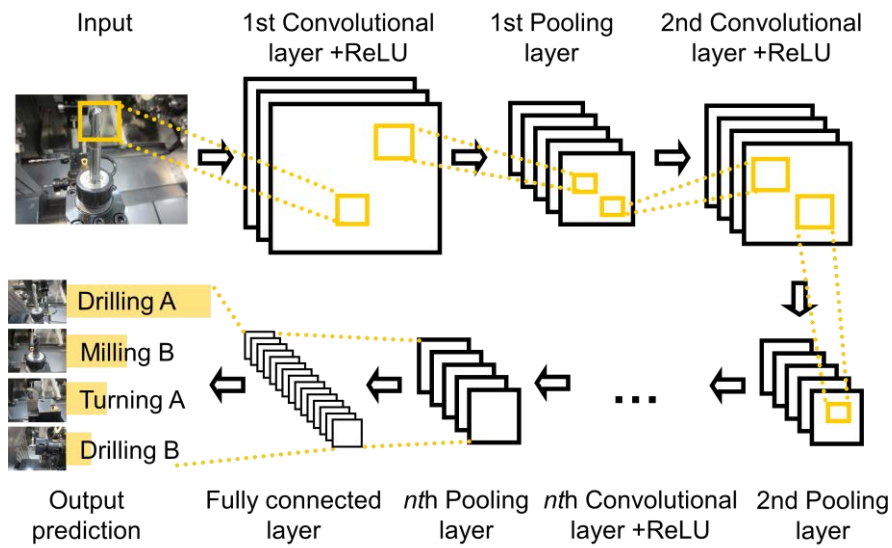 Input
1st Convolutional
layer +ReLU
1st Pooling
layer
2nd Convolutional
layer +ReLU
Drilling A
Milling B
Turning A
Drilling B
...
Output
prediction
Fully connected
layer
nth Pooling
layer
nth Convolutional
layer +ReLU
2nd Pooling
layer